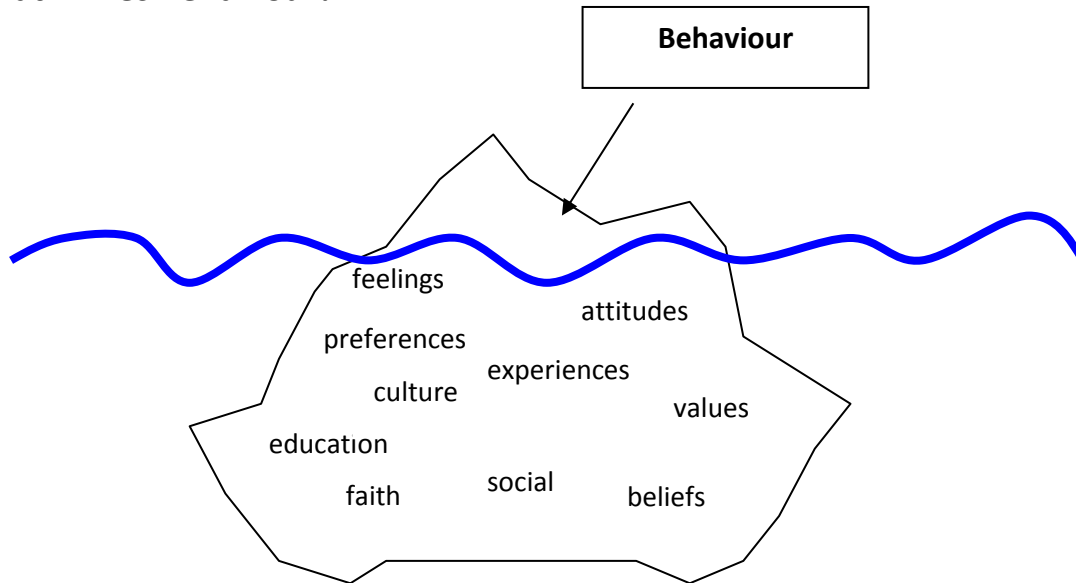 Behaviour
feelings
attitudes
preferences
experiences
culture
values
education
social
faith
beliefs